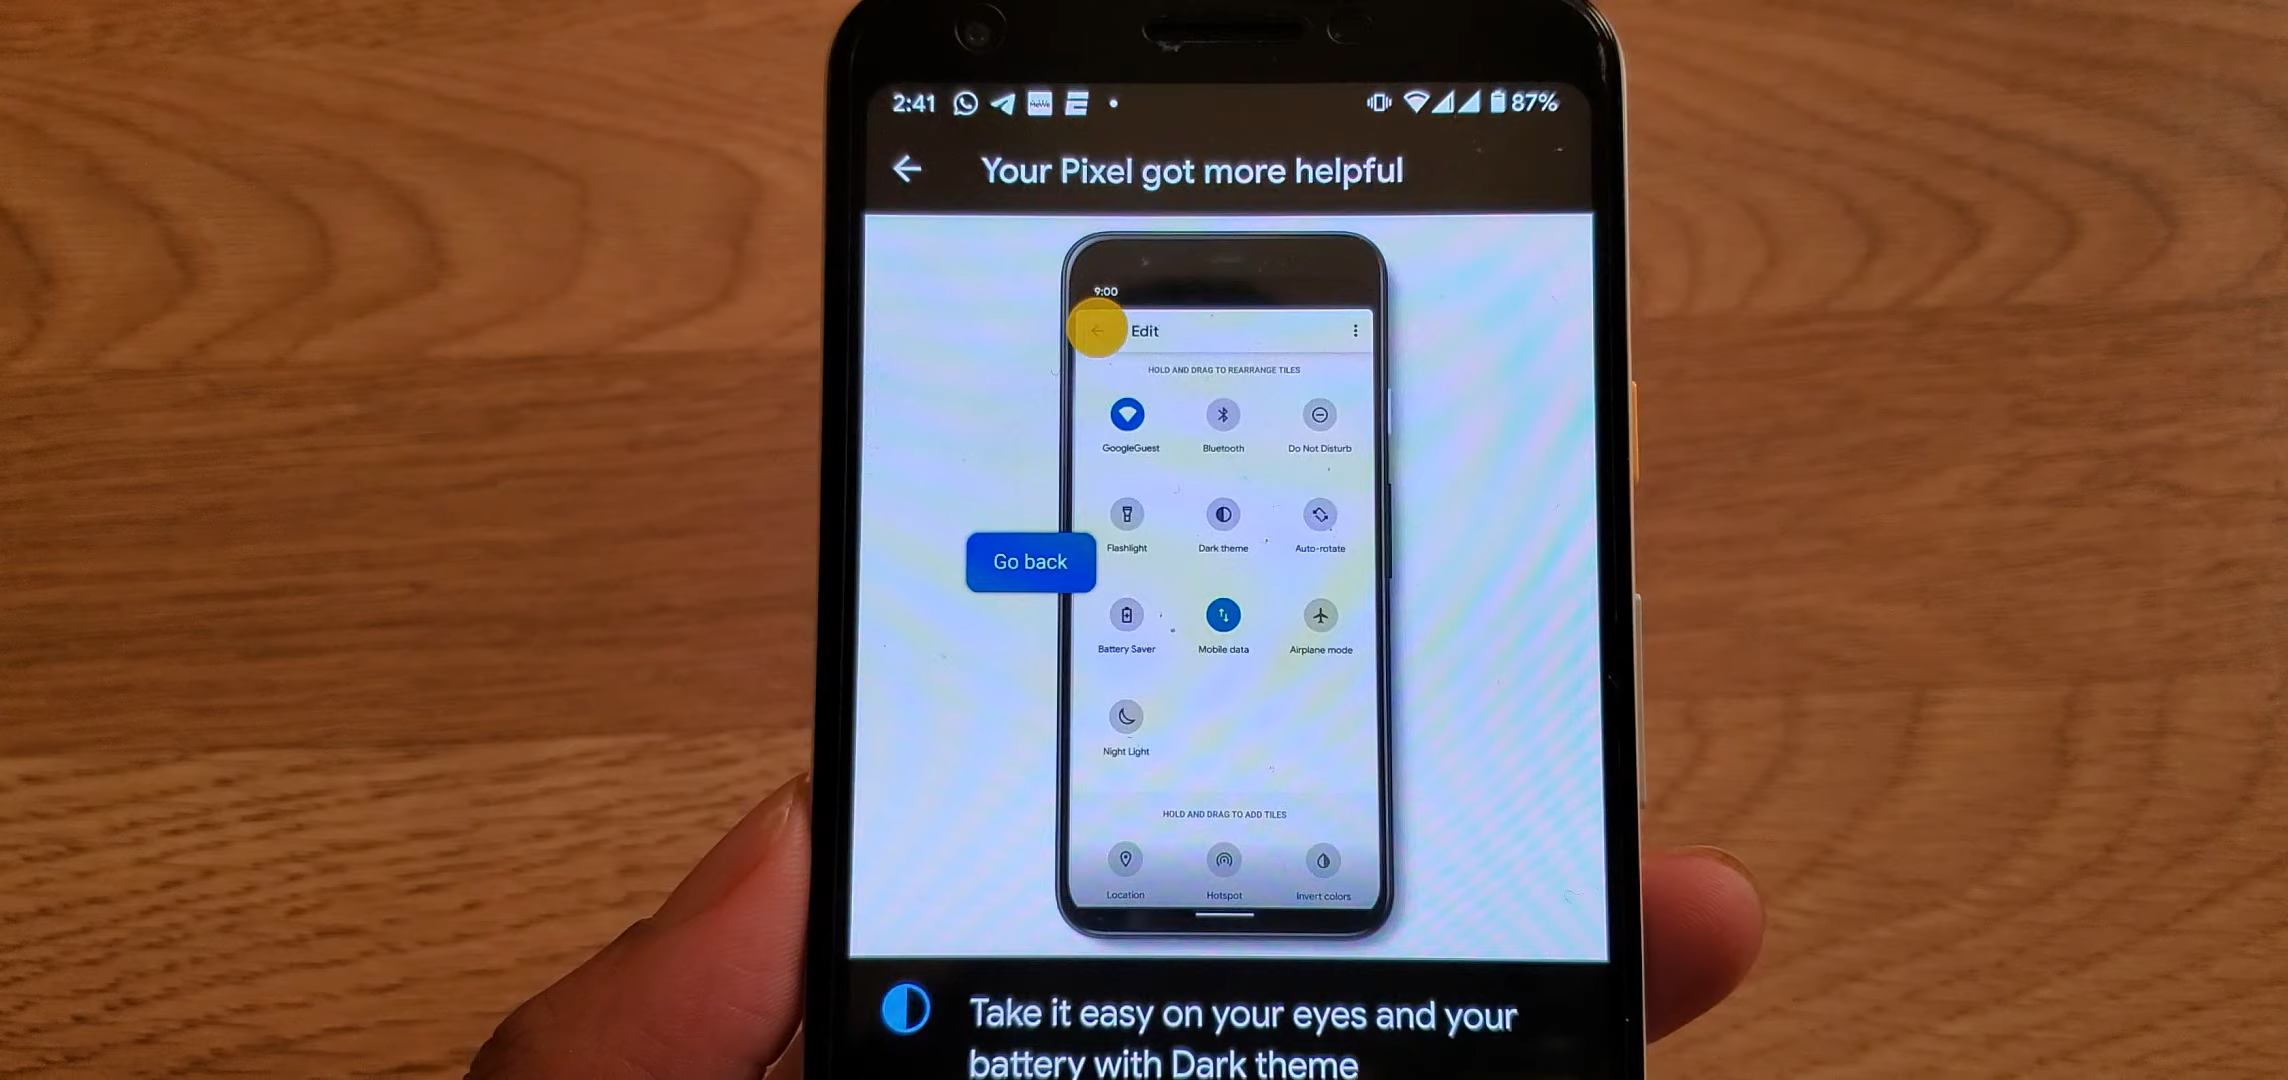 2:41 MeWe 87%
Your Pixel got more helpful
9:00
Edit
HOLD AND DRAG TO REARRANGE TILES
GoogleGuest Bluetooth Do Not Disturb
Flashlight Dark theme Auto-rotate
Go back
Battery Saver Mobile data Airplane mode
Night Light
HOLD AND DRAG TO ADD TILES
Location Hotspot Invert colors
Take it easy on your eyes and your
battery with Dark theme